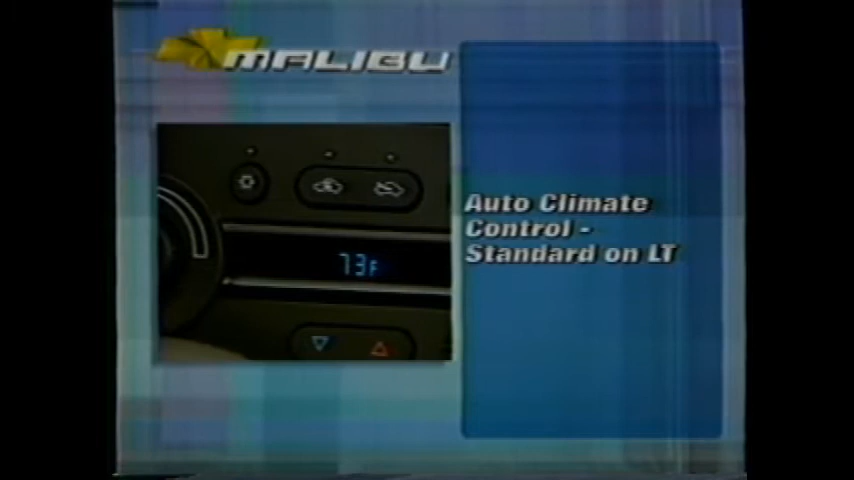 MALIBU
73F
Auto Climate
Control -
Standard on LT